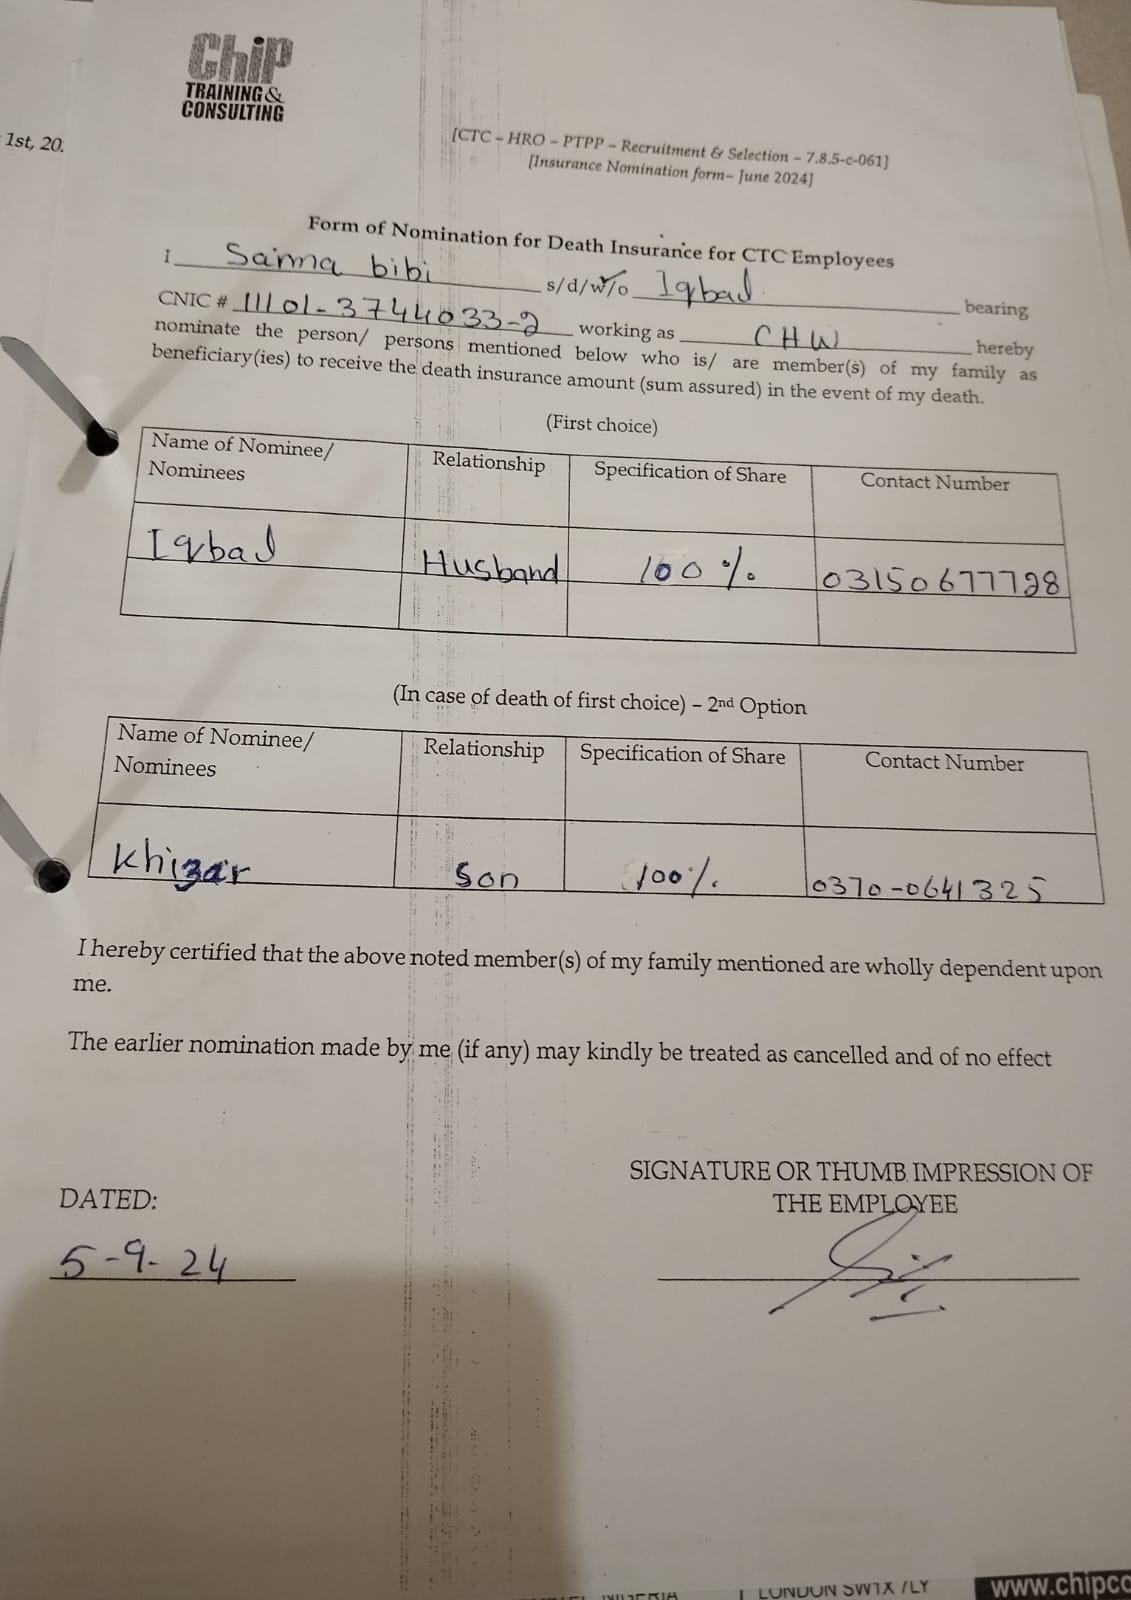 ChiP
TRAINING &
CONSULTING
1st, 20
[CTC – HRO – PTPP – Recruitment & Selection – 7.8.5-c-061]
[Insurance Nomination form– June 2024]
Form of Nomination for Death Insurance for CTC Employees
I Saima bibi s/d/w/o Iqbal bearing
CNIC # 11101-3744033-2 working as CHW hereby
nominate the person/ persons mentioned below who is/ are member(s) of my family as
beneficiary(ies) to receive the death insurance amount (sum assured) in the event of my death.
(First choice)
Name of Nominee/ Nominees Relationship Specification of Share Contact Number
Iqbal Husband 100 % 03150677728
(In case of death of first choice) – 2nd Option
Name of Nominee/ Nominees Relationship Specification of Share Contact Number
Khizar Son 100% 0370-0641325
I hereby certified that the above noted member(s) of my family mentioned are wholly dependent upon
me.
The earlier nomination made by me (if any) may kindly be treated as cancelled and of no effect
SIGNATURE OR THUMB IMPRESSION OF
THE EMPLOYEE
DATED:
5-9-24
LONDON SW1X 7LY
www.chipc